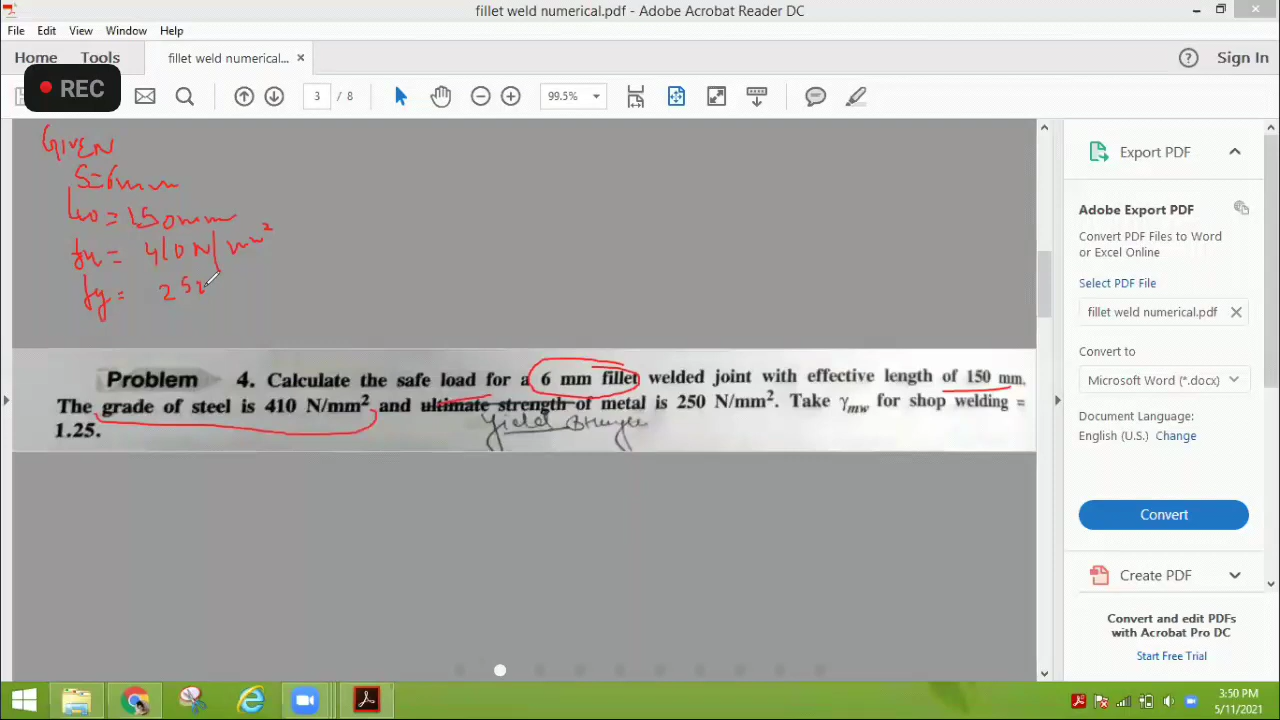 fillet weld numerical.pdf - Adobe Acrobat Reader DC
File Edit View Window Help
Home Tools fillet weld numerical... × Sign In
REC 3 / 8 99.5%
GIVEN
S=6mm
lw = 150mm
fu = 410 N/mm²
fy = 25
Problem 4. Calculate the safe load for a 6 mm fillet welded joint with effective length of 150 mm.
The grade of steel is 410 N/mm² and ultimate strength of metal is 250 N/mm². Take γmw for shop welding =
1.25.
Yield
Export PDF
Adobe Export PDF
Convert PDF Files to Word
or Excel Online
Select PDF File
fillet weld numerical.pdf ×
Convert to
Microsoft Word (*.docx)
Document Language:
English (U.S.) Change
Convert
Create PDF
Convert and edit PDFs
with Acrobat Pro DC
Start Free Trial
3:50 PM
5/11/2021